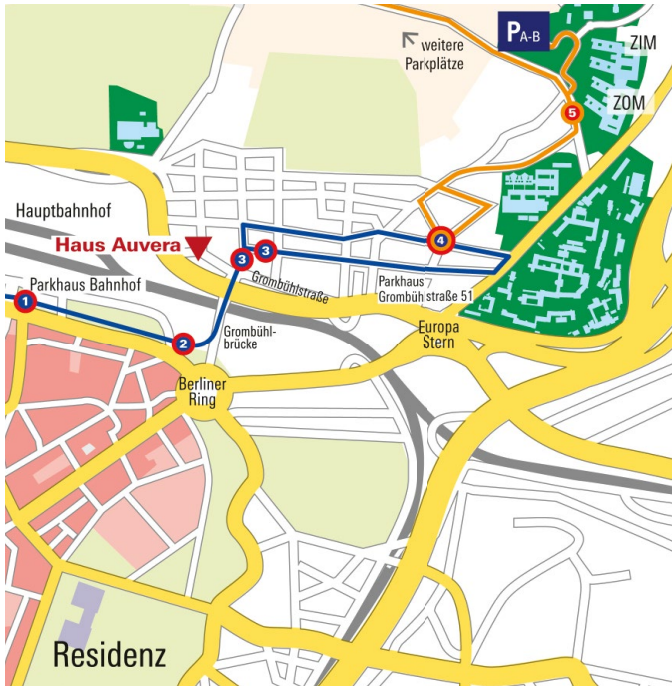 PA-B
ZIM
weitere
Parkplätze
ZOM
5
Hauptbahnhof
Haus Auvera
4
3
3
Parkhaus Bahnhof
Grombühlstraße
Parkhaus
Grombühlstraße 51
1
Grombühl-
brücke
Europa
Stern
2
Berliner
Ring
Residenz